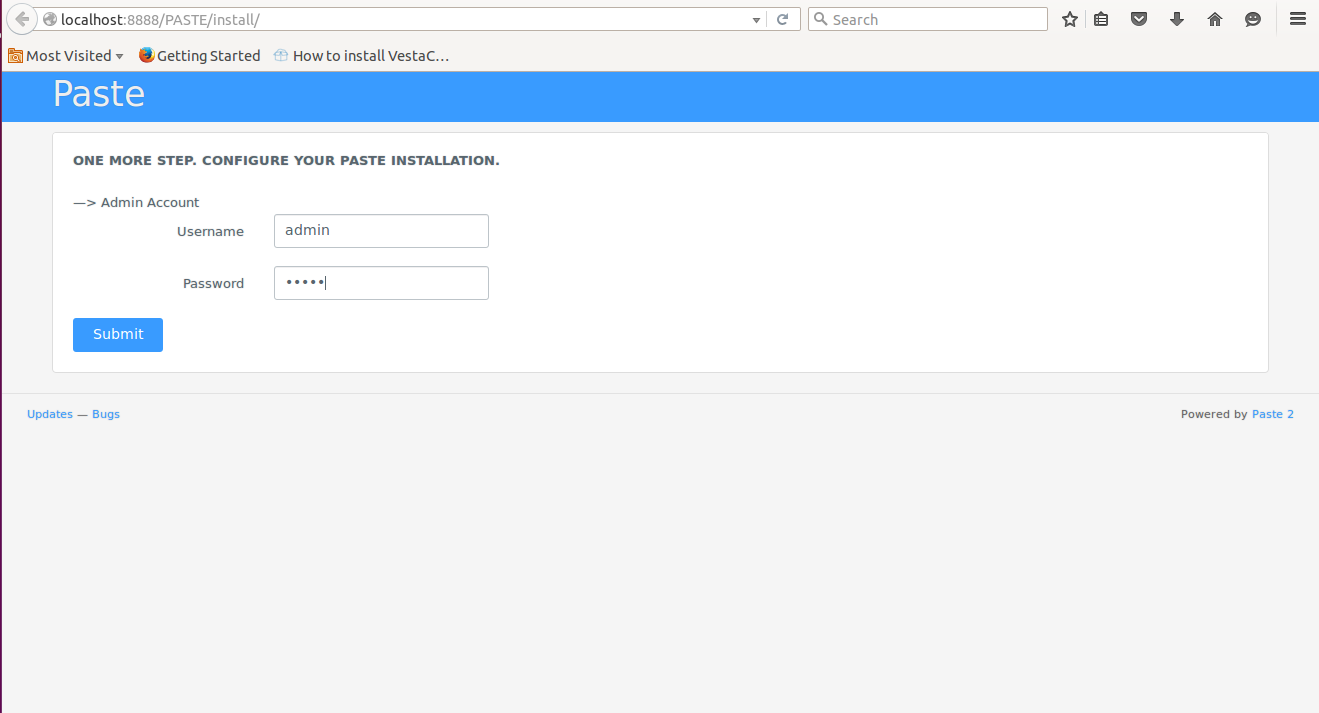 localhost:8888/PASTE/install/
Search
Most Visited
Getting Started
How to install VestaC...
Paste
ONE MORE STEP. CONFIGURE YOUR PASTE INSTALLATION.
—> Admin Account
Username
admin
Password
•••••
Submit
Updates — Bugs
Powered by Paste 2